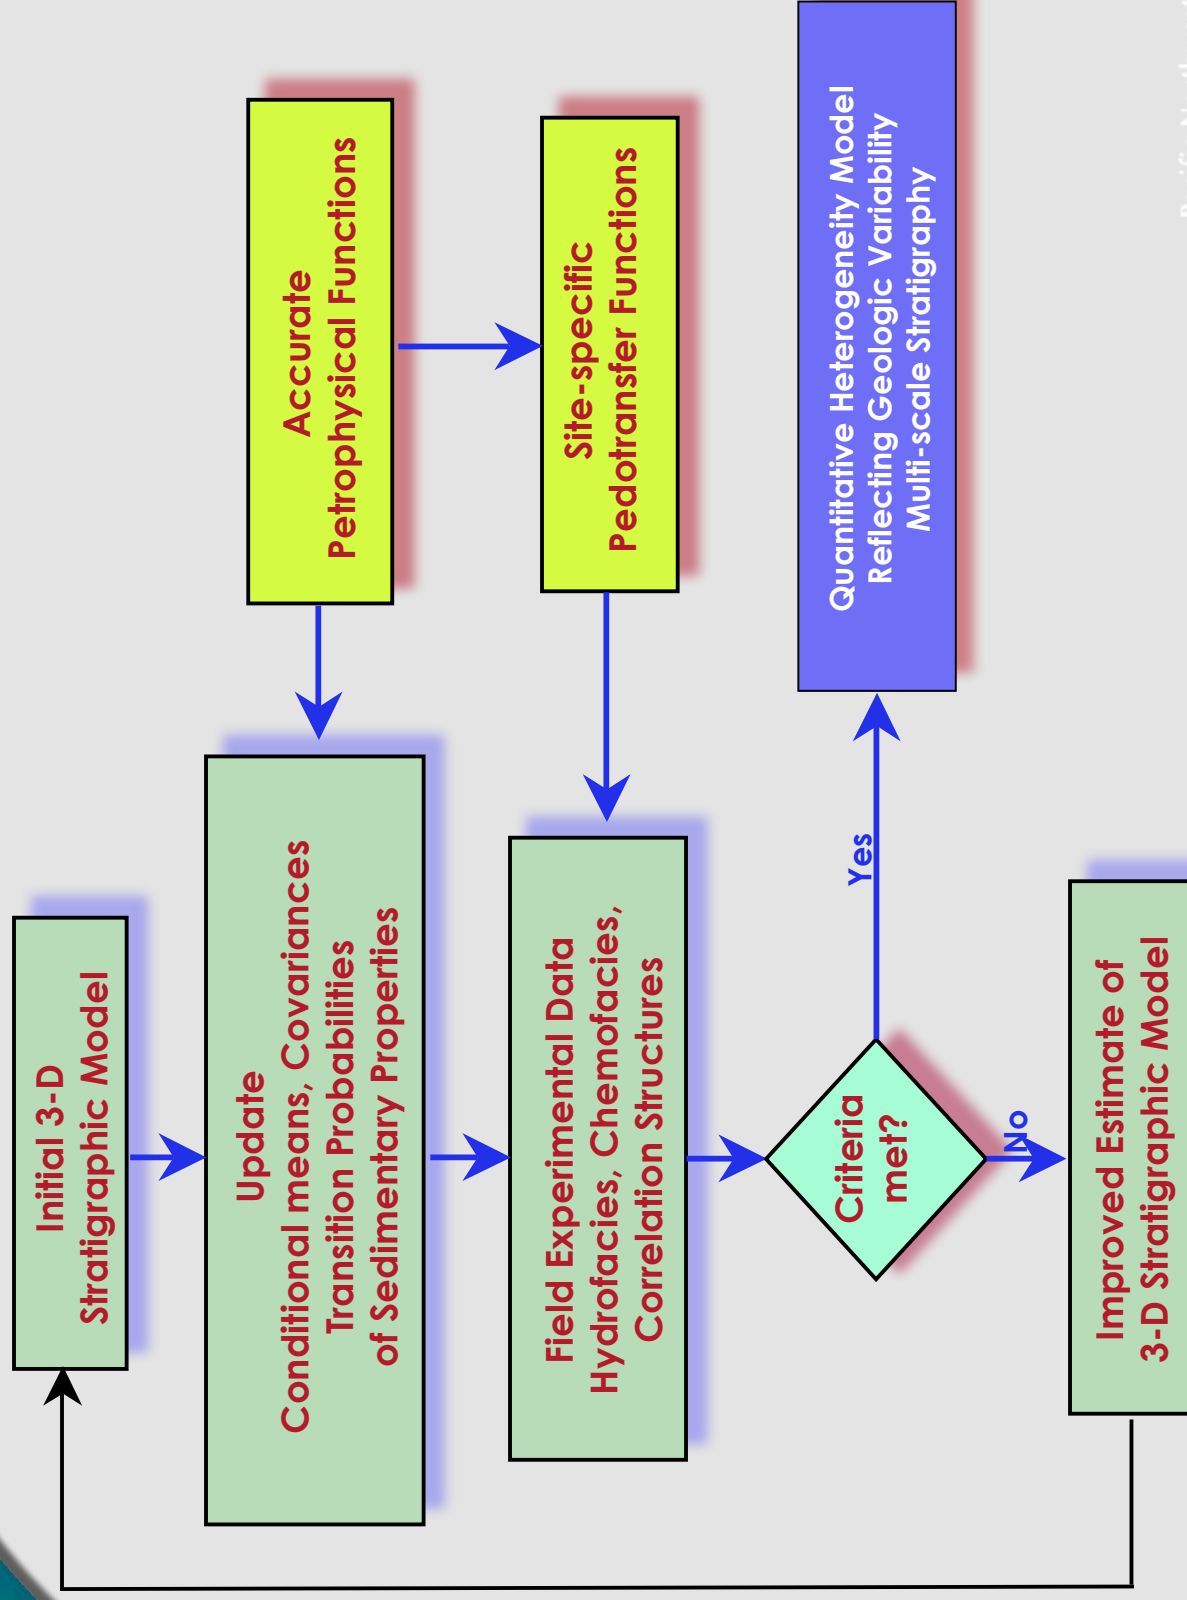 Initial 3-D
Stratigraphic Model
Update
Conditional means, Covariances
Transition Probabilities
of Sedimentary Properties
Accurate
Petrophysical Functions
Field Experimental Data
Hydrofacies, Chemofacies,
Correlation Structures
Site-specific
Pedotransfer Functions
Criteria
met?
Yes
Quantitative Heterogeneity Model
Reflecting Geologic Variability
Multi-scale Stratigraphy
No
Improved Estimate of
3-D Stratigraphic Model